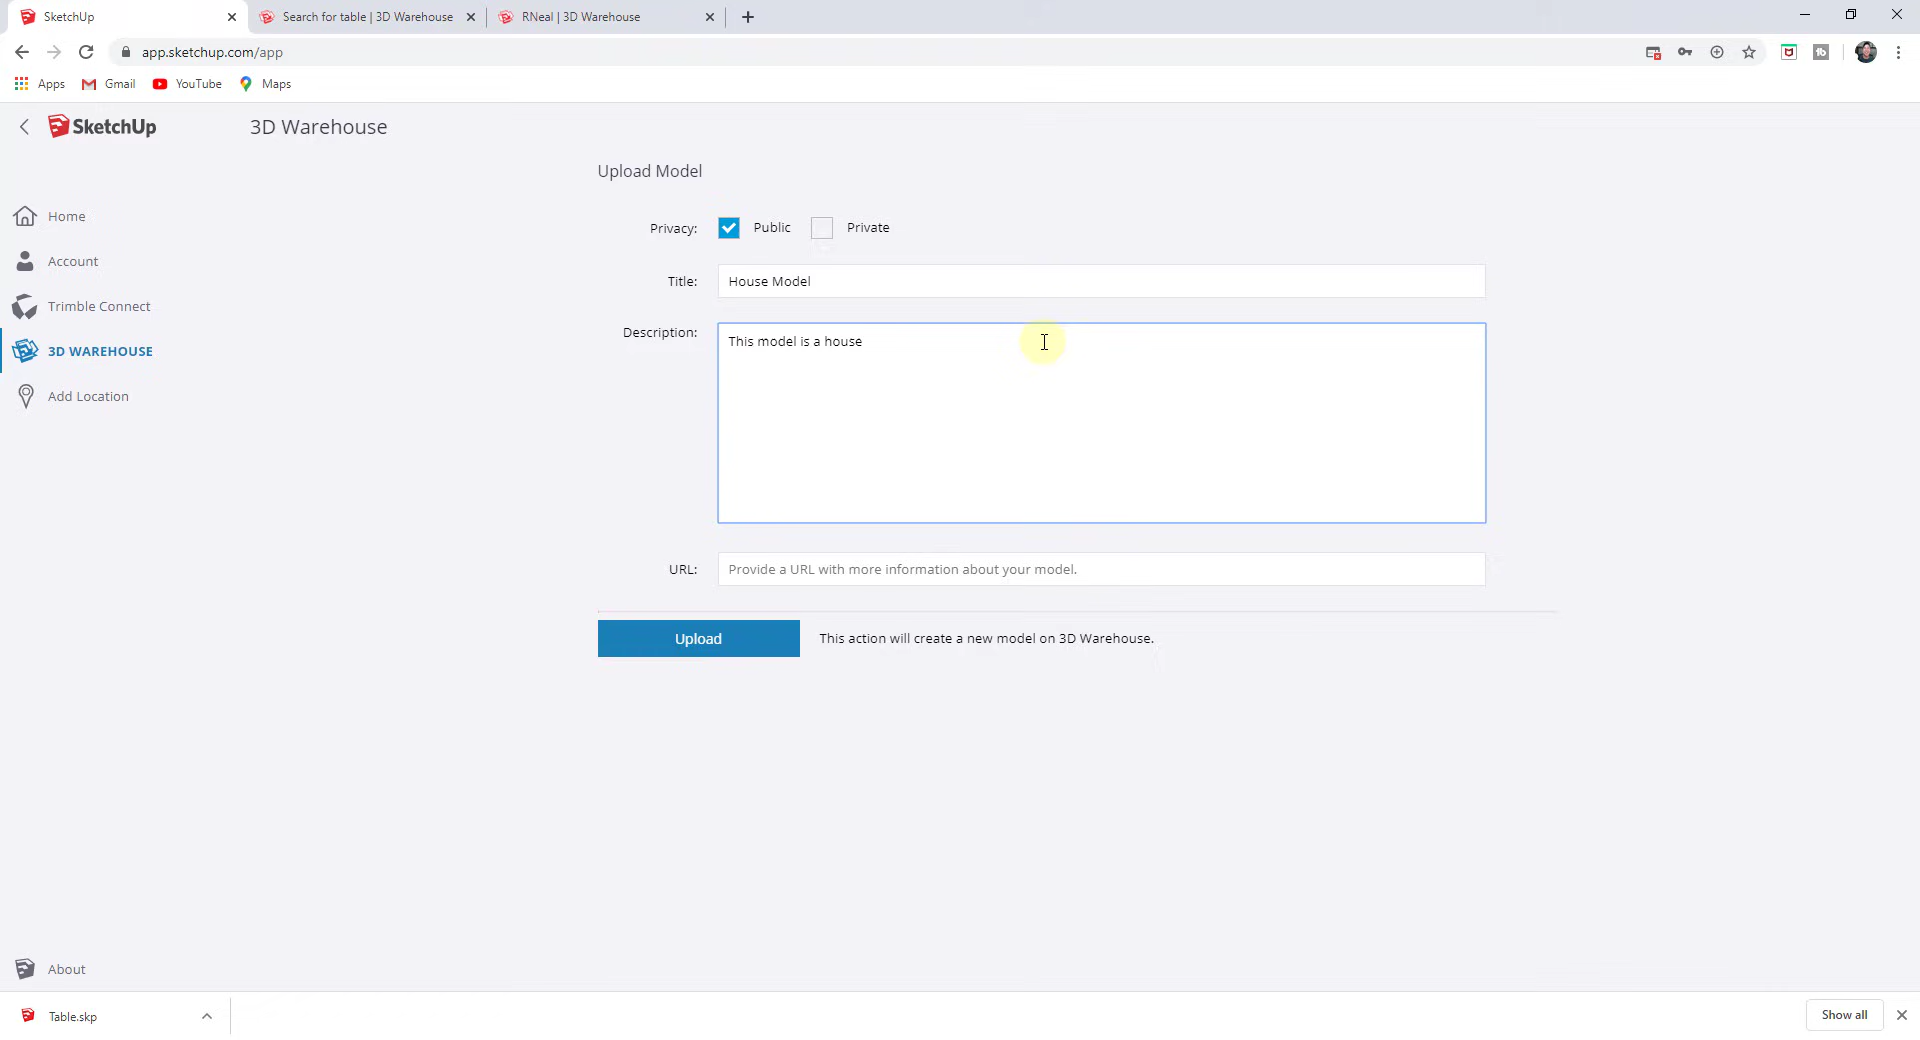 SketchUp
Search for table | 3D Warehouse
RNeal | 3D Warehouse
app.sketchup.com/app
Apps
Gmail
YouTube
Maps
SketchUp
3D Warehouse
Upload Model
Home
Privacy:
Public
Private
Account
Title:
House Model
Trimble Connect
Description:
This model is a house
3D WAREHOUSE
Add Location
URL:
Provide a URL with more information about your model.
Upload
This action will create a new model on 3D Warehouse.
About
Table.skp
Show all